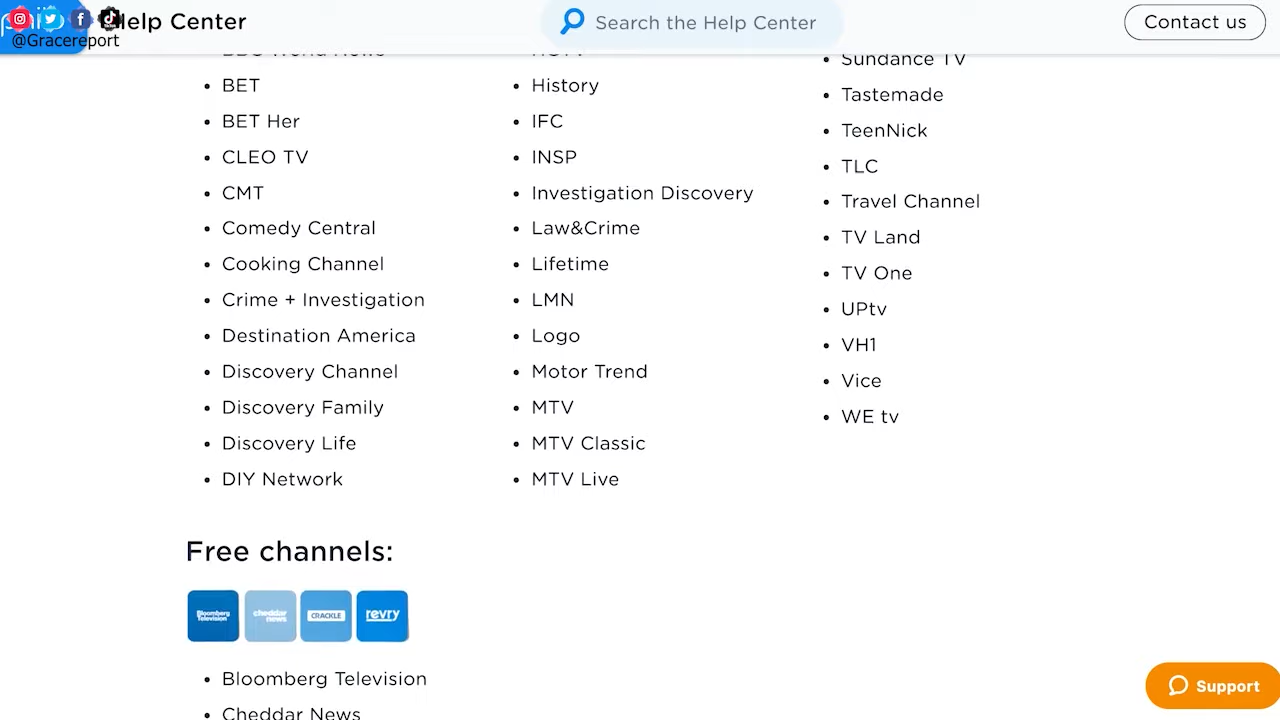 Help Center
@Gracereport
Search the Help Center
Contact us
BET
BET Her
CLEO TV
CMT
Comedy Central
Cooking Channel
Crime + Investigation
Destination America
Discovery Channel
Discovery Family
Discovery Life
DIY Network
History
IFC
INSP
Investigation Discovery
Law&Crime
Lifetime
LMN
Logo
Motor Trend
MTV
MTV Classic
MTV Live
Sundance TV
Tastemade
TeenNick
TLC
Travel Channel
TV Land
TV One
UPtv
VH1
Vice
WE tv
Free channels:
Bloomberg
Television
cheddar
news
CRACKLE
revry
Bloomberg Television
Cheddar News
Support